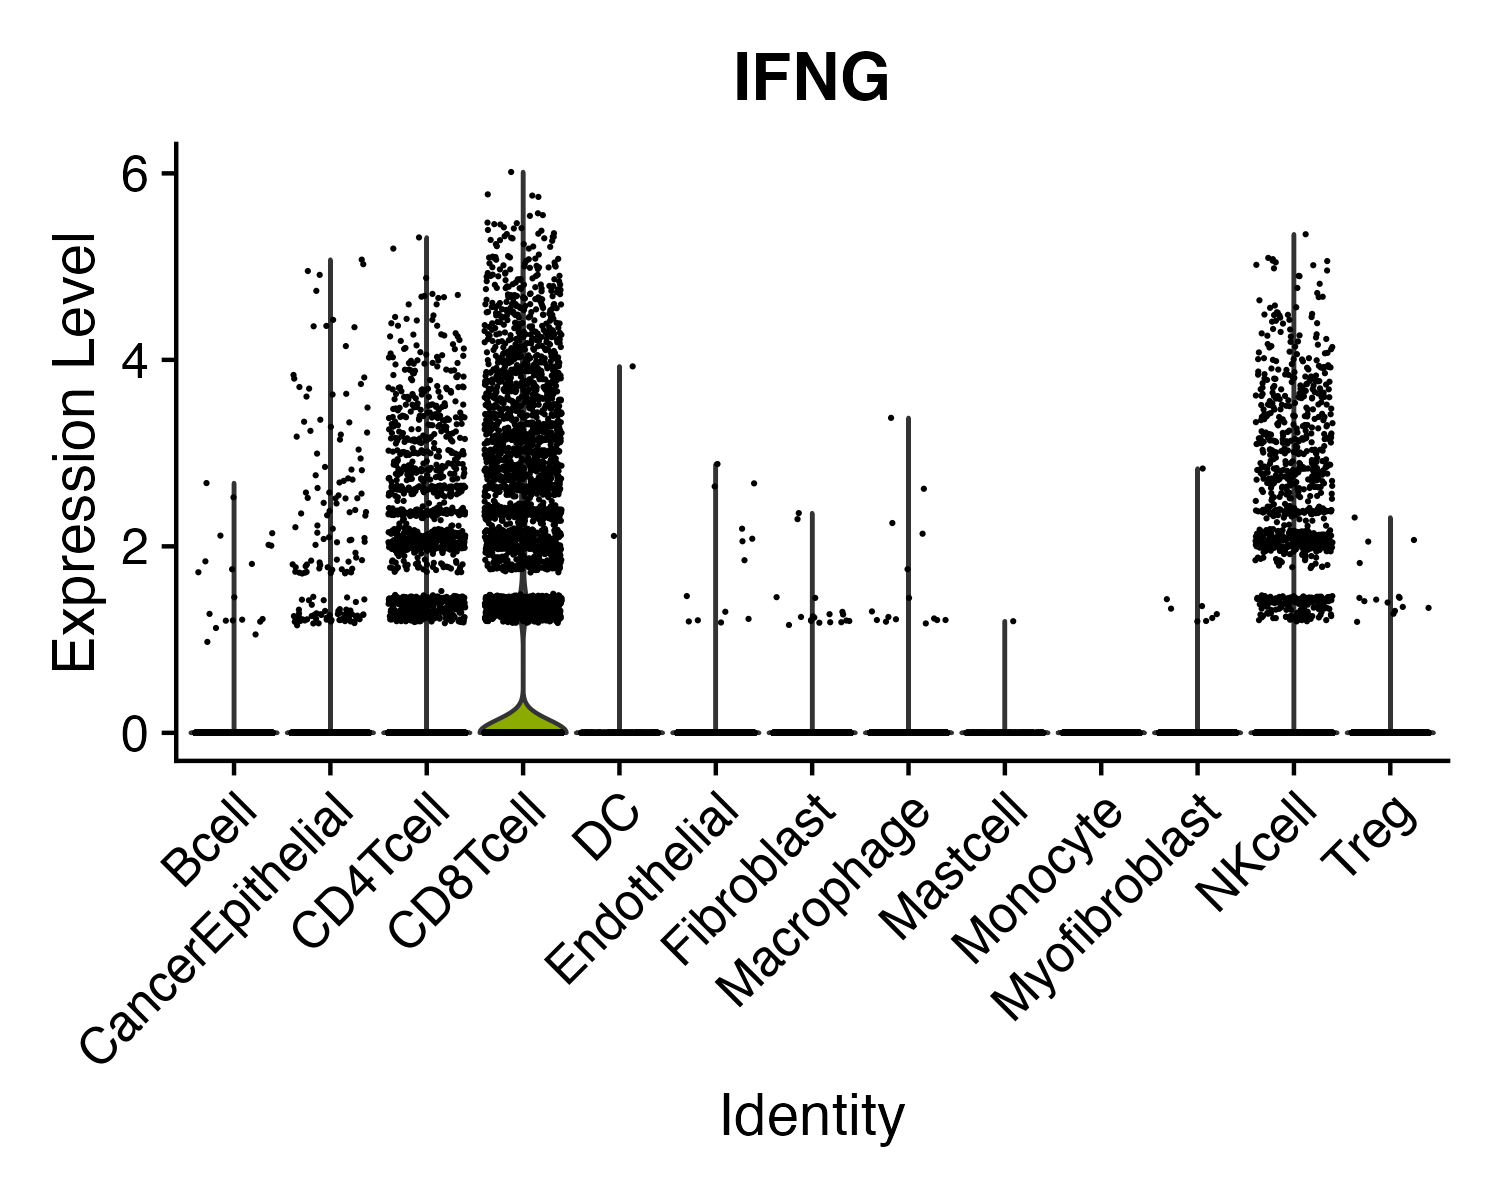 IFNG
Expression Level
6
4
2
0
Bcell
CancerEpithelial
CD4Tcell
CD8Tcell
DC
Endothelial
Fibroblast
Macrophage
Mastcell
Monocyte
Myofibroblast
NKcell
Treg
Identity